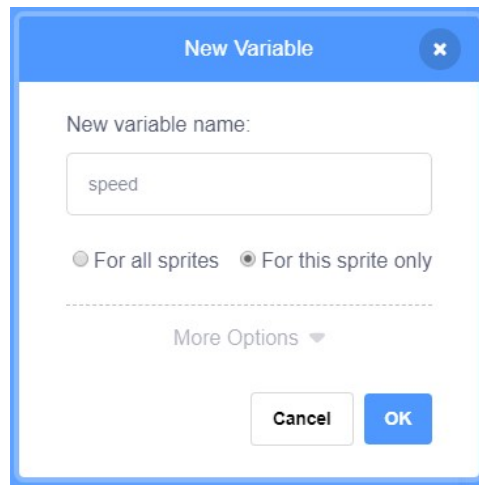 New Variable
New variable name:
speed
For all sprites For this sprite only
More Options
Cancel OK